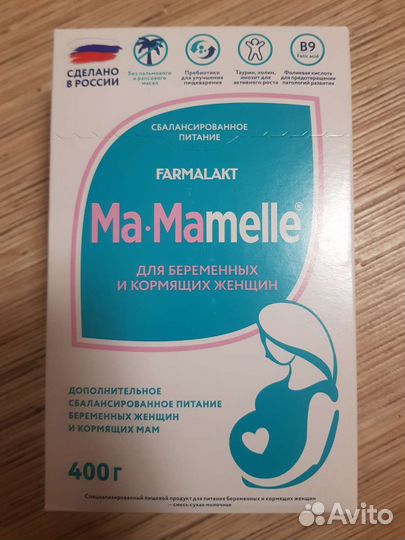 СДЕЛАНО
В РОССИИ
Без пальмового
и рапсового
масел
Пребиотики
для улучшения
пищеварения
Таурин, холин,
инозит для
активного роста
B9
Folic acid
Фолиевая кислота
для предотвращения
патологий развития
СБАЛАНСИРОВАННОЕ
ПИТАНИЕ
FARMALAKT
Ma·Mamelle®
ДЛЯ БЕРЕМЕННЫХ
И КОРМЯЩИХ ЖЕНЩИН
ДОПОЛНИТЕЛЬНОЕ
СБАЛАНСИРОВАННОЕ ПИТАНИЕ
БЕРЕМЕННЫХ ЖЕНЩИН
И КОРМЯЩИХ МАМ
400 г
Специализированный пищевой продукт для питания беременных и кормящих женщин
– смесь сухая молочная
Avito